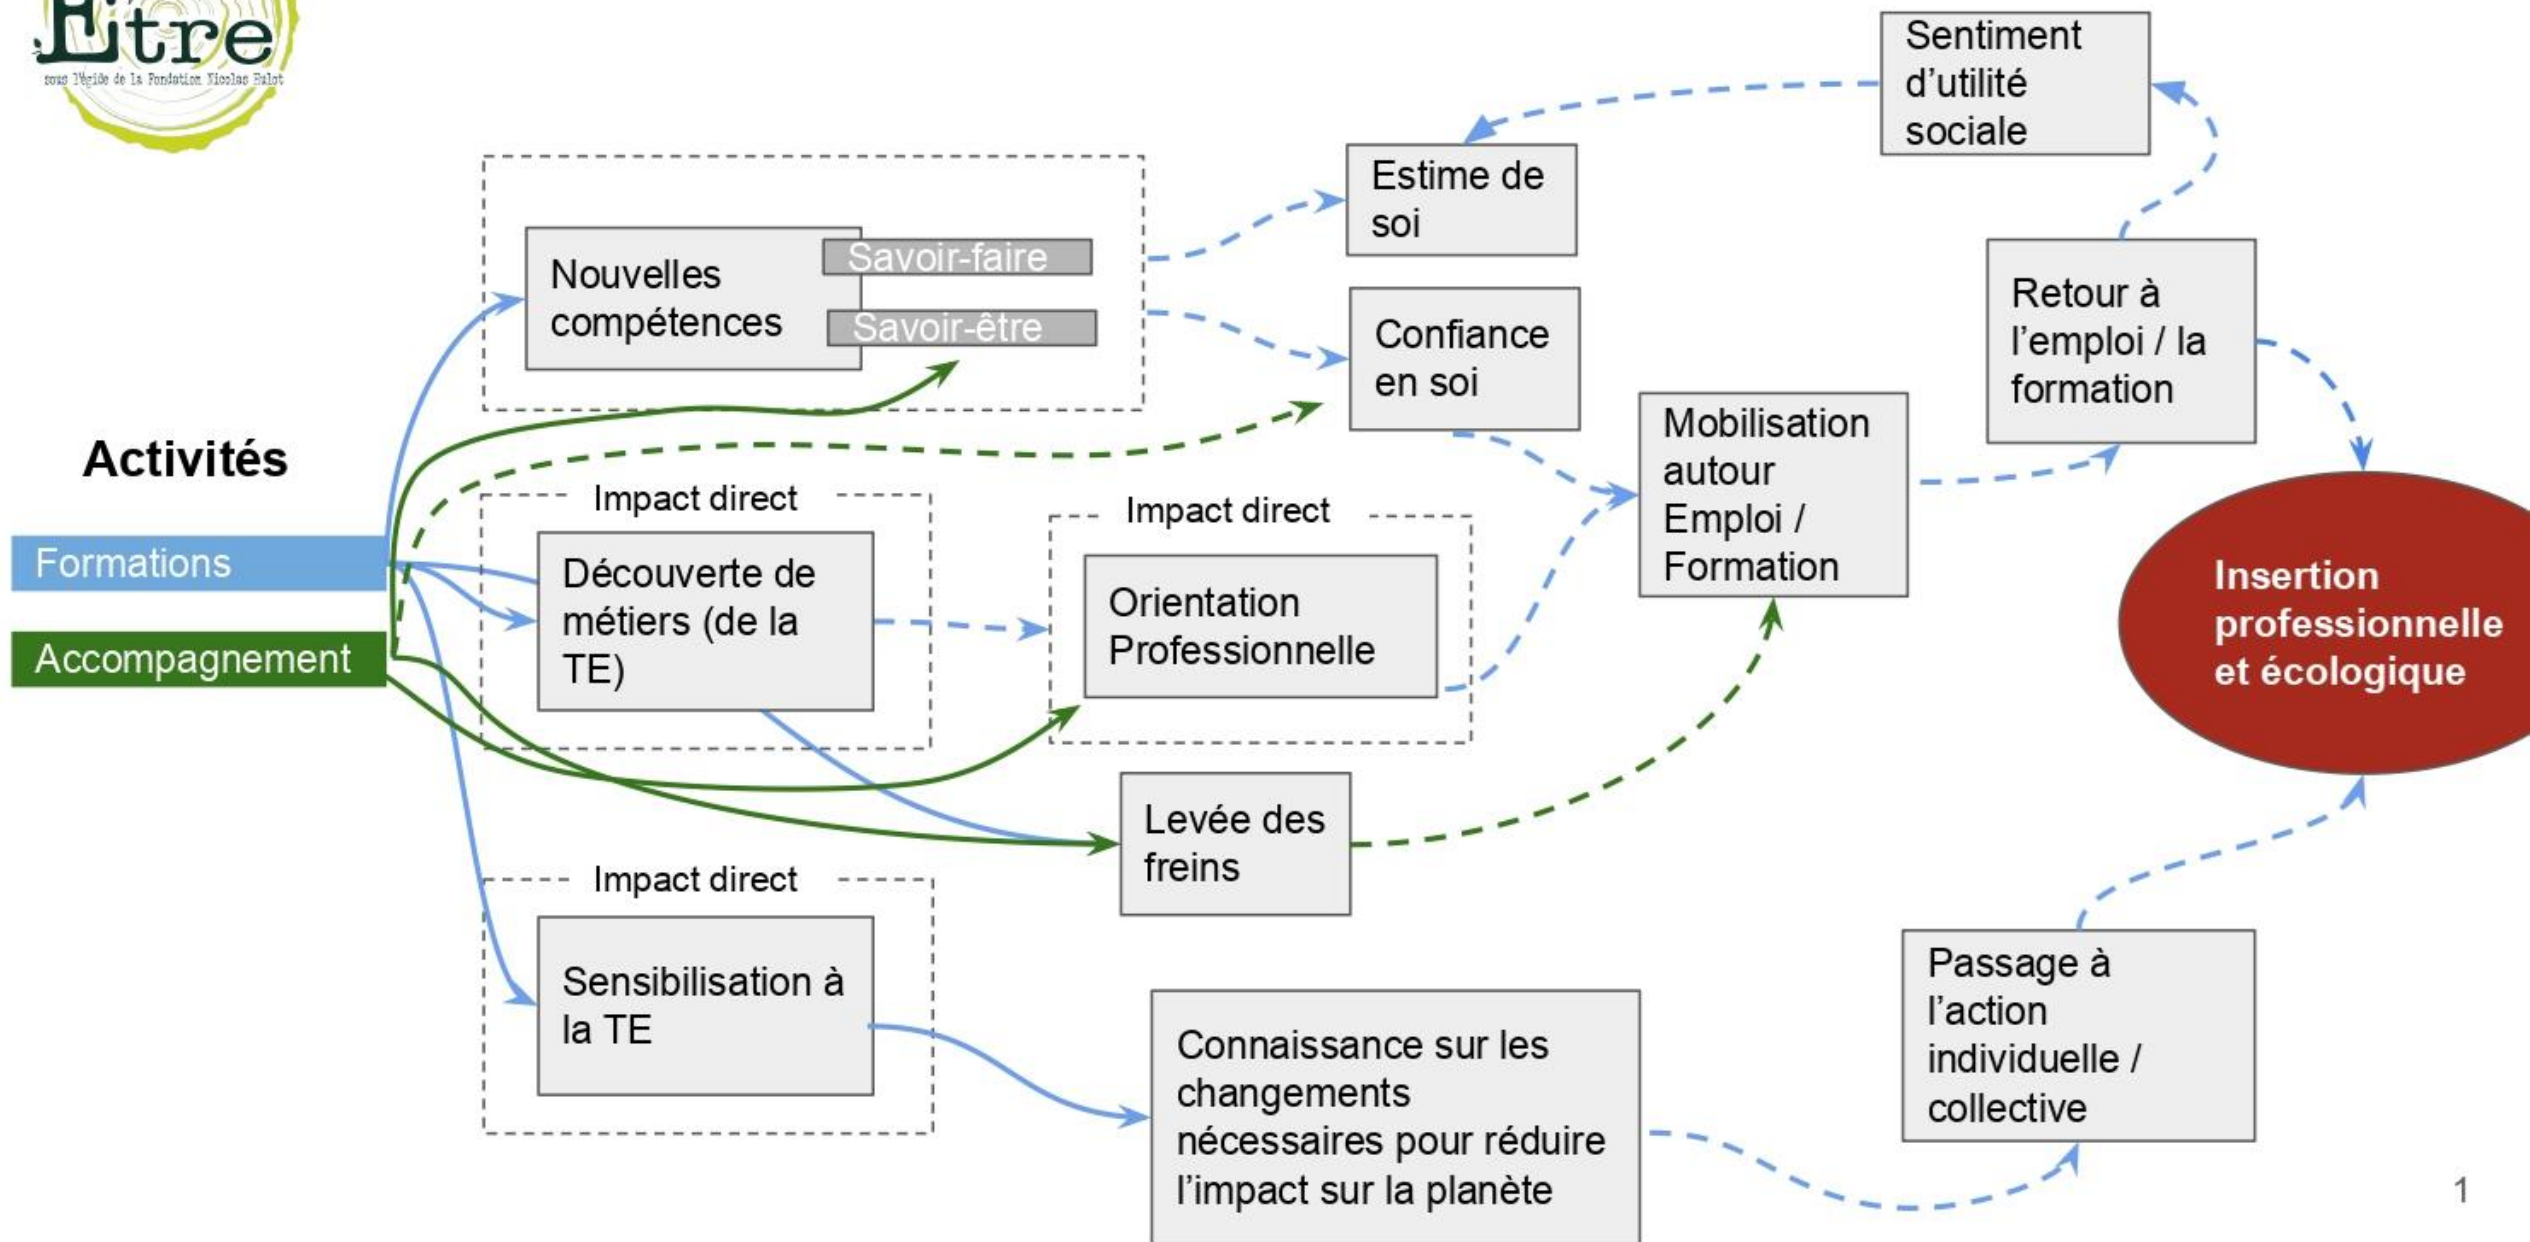 Eitre
sous l'égide de la Fondation Nicolas Hulot
Sentiment
d'utilité
sociale
Estime de
soi
Nouvelles
compétences
Savoir-faire
Savoir-être
Confiance
en soi
Retour à
l'emploi / la
formation
Activités
Formations
Accompagnement
Impact direct
Découverte de
métiers (de la
TE)
Impact direct
Orientation
Professionnelle
Mobilisation
autour
Emploi /
Formation
Insertion
professionnelle
et écologique
Levée des
freins
Impact direct
Sensibilisation à
la TE
Connaissance sur les
changements
nécessaires pour réduire
l'impact sur la planète
Passage à
l'action
individuelle /
collective
1